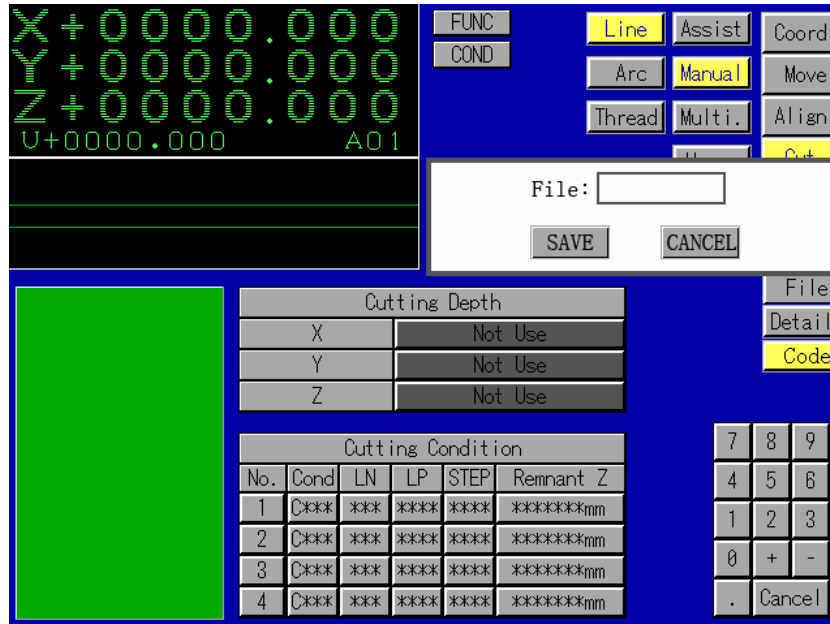 X+0000.000
Y+0000.000
Z+0000.000
U+0000.000 A01
FUNC
COND
Line Assist Coord
Arc Manual Move
Thread Multi. Align
Cut
File:
SAVE CANCEL
File
Detail
Code
Cutting Depth
X Not Use
Y Not Use
Z Not Use
Cutting Condition
No. Cond LN LP STEP Remnant Z
1 C*** *** **** **** *******mm
2 C*** *** **** **** *******mm
3 C*** *** **** **** *******mm
4 C*** *** **** **** *******mm
7 8 9
4 5 6
1 2 3
0 + -
. Cancel